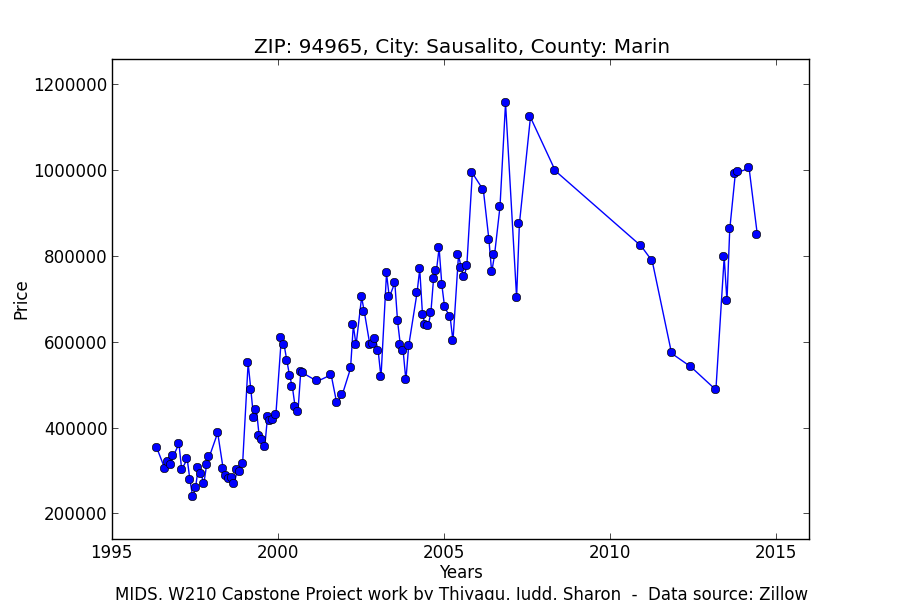 ZIP: 94965, City: Sausalito, County: Marin
1200000
1000000
800000
600000
400000
200000
Price
1995 2000 2005 2010 2015
Years
MIDS, W210 Capstone Project work by Thiyagu, Judd, Sharon - Data source: Zillow